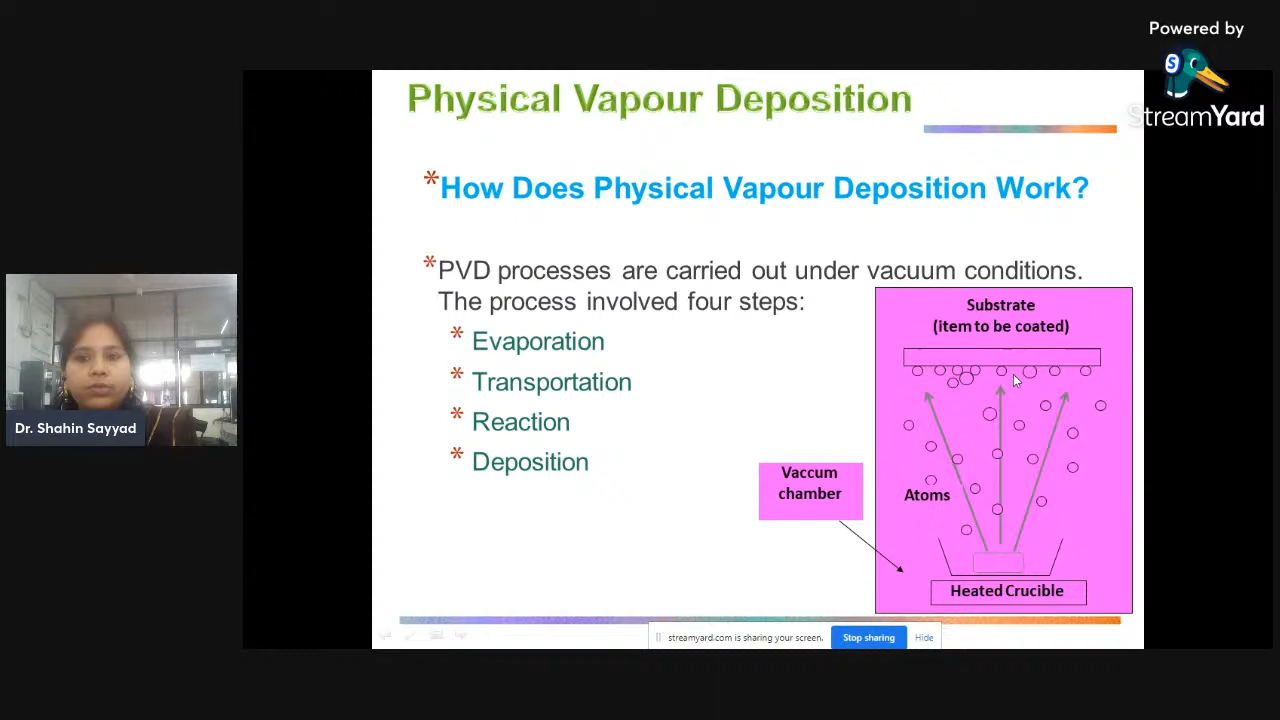 Powered by
StreamYard
Physical Vapour Deposition
*How Does Physical Vapour Deposition Work?
*PVD processes are carried out under vacuum conditions.
The process involved four steps:
* Evaporation
* Transportation
* Reaction
* Deposition
Substrate
(item to be coated)
Atoms
Vaccum
chamber
Heated Crucible
Dr. Shahin Sayyad
streamyard.com is sharing your screen.
Stop sharing
Hide